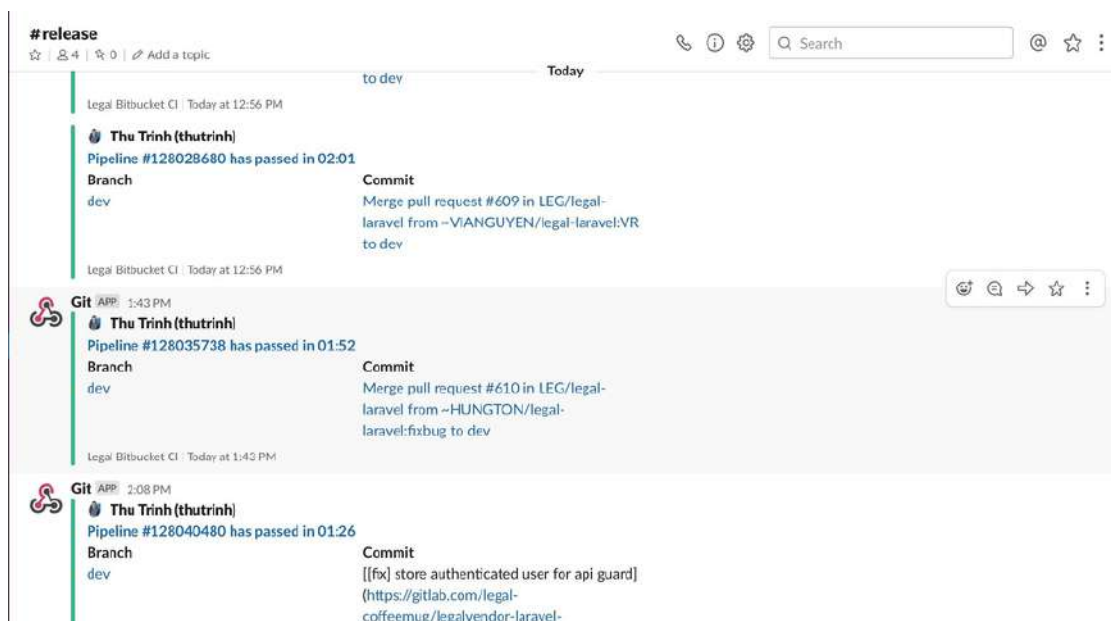 #release
4 | 0 | Add a topic
Search
Today
to dev
Legal Bitbucket CI | Today at 12:56 PM
Thu Trinh (thutrinh)
Pipeline #128028680 has passed in 02:01
Branch Commit
dev Merge pull request #609 in LEG/legal-
laravel from ~VIANGUYEN/legal-laravel:VR
to dev
Legal Bitbucket CI | Today at 12:56 PM
Git APP 1:43 PM
Thu Trinh (thutrinh)
Pipeline #128035738 has passed in 01:52
Branch Commit
dev Merge pull request #610 in LEG/legal-
laravel from ~HUNGTON/legal-
laravel:fixbug to dev
Legal Bitbucket CI | Today at 1:43 PM
Git APP 2:08 PM
Thu Trinh (thutrinh)
Pipeline #128040480 has passed in 01:26
Branch Commit
dev [[fix] store authenticated user for api guard]
(https://gitlab.com/legal-
coffeemug/legalvendor-laravel-